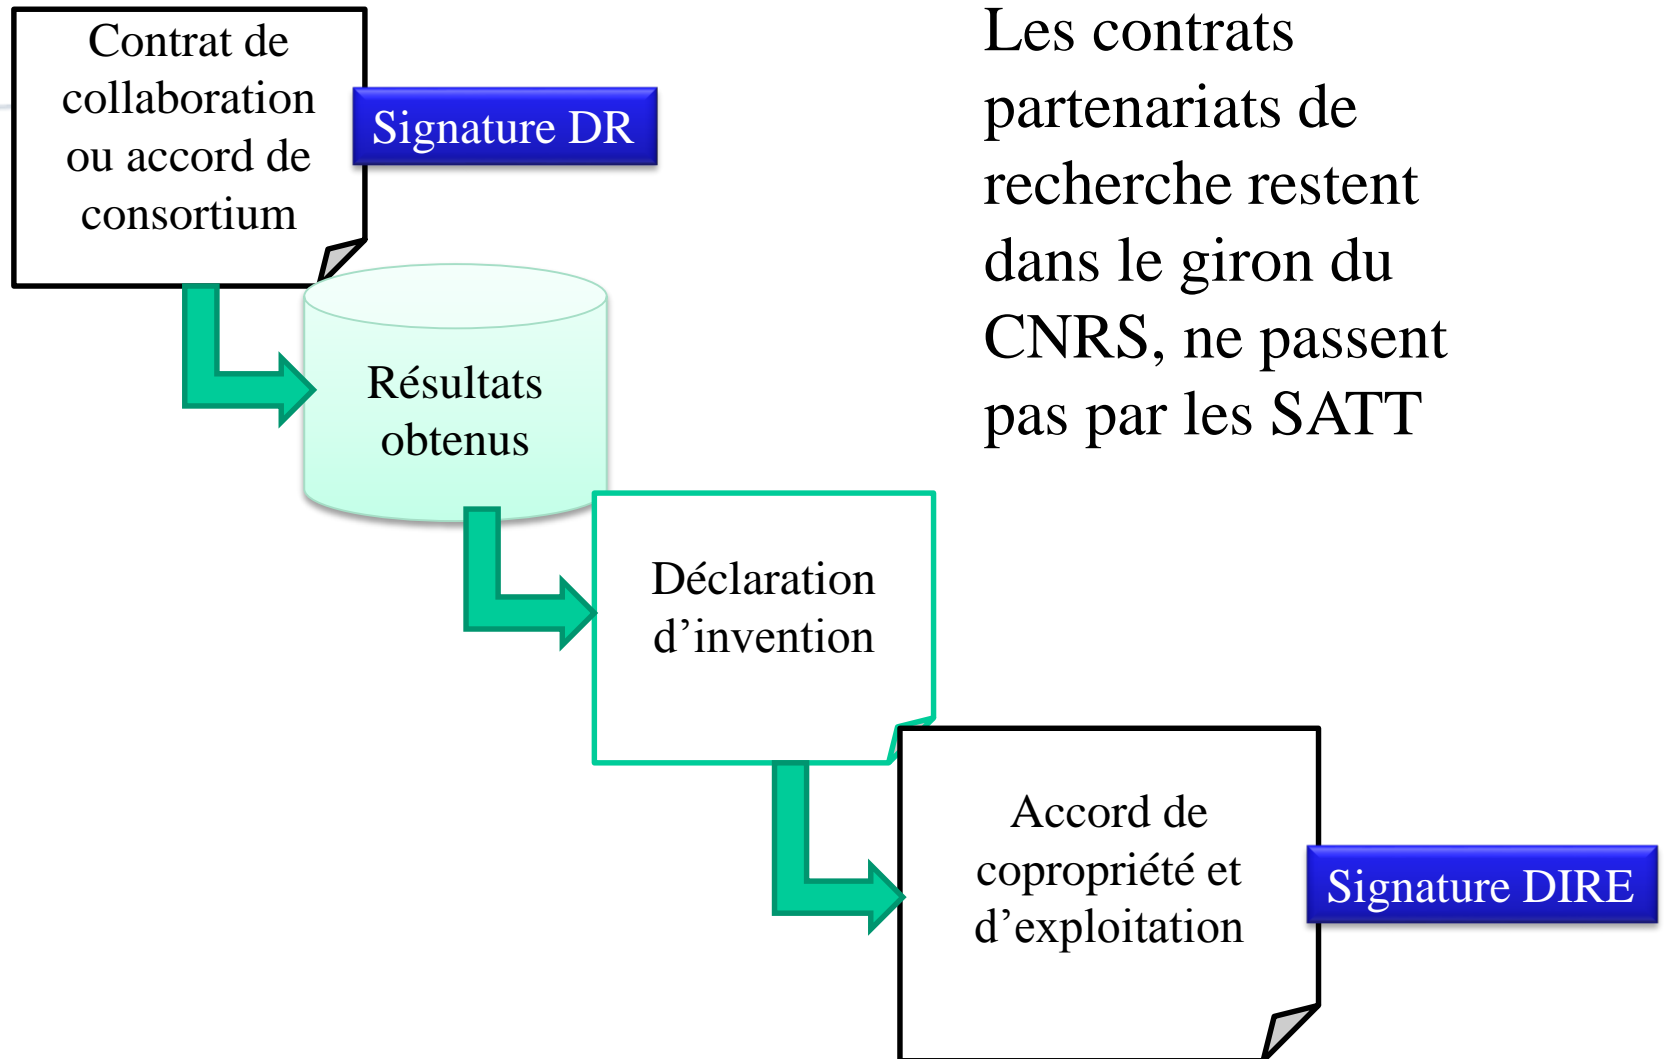 Contrat de
collaboration
ou accord de
consortium
Signature DR
Les contrats
partenariats de
recherche restent
dans le giron du
CNRS, ne passent
pas par les SATT
Résultats
obtenus
Déclaration
d’invention
Accord de
copropriété et
d’exploitation
Signature DIRE